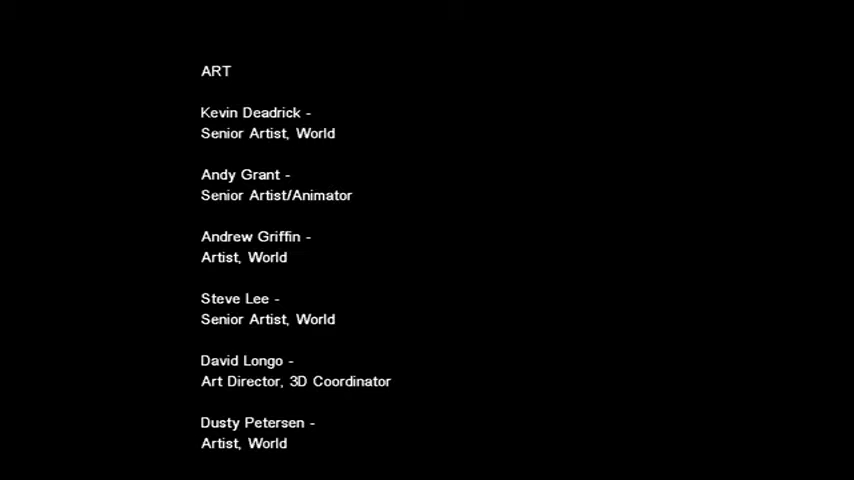 ART
Kevin Deadrick -
Senior Artist, World
Andy Grant -
Senior Artist/Animator
Andrew Griffin -
Artist, World
Steve Lee -
Senior Artist, World
David Longo -
Art Director, 3D Coordinator
Dusty Petersen -
Artist, World